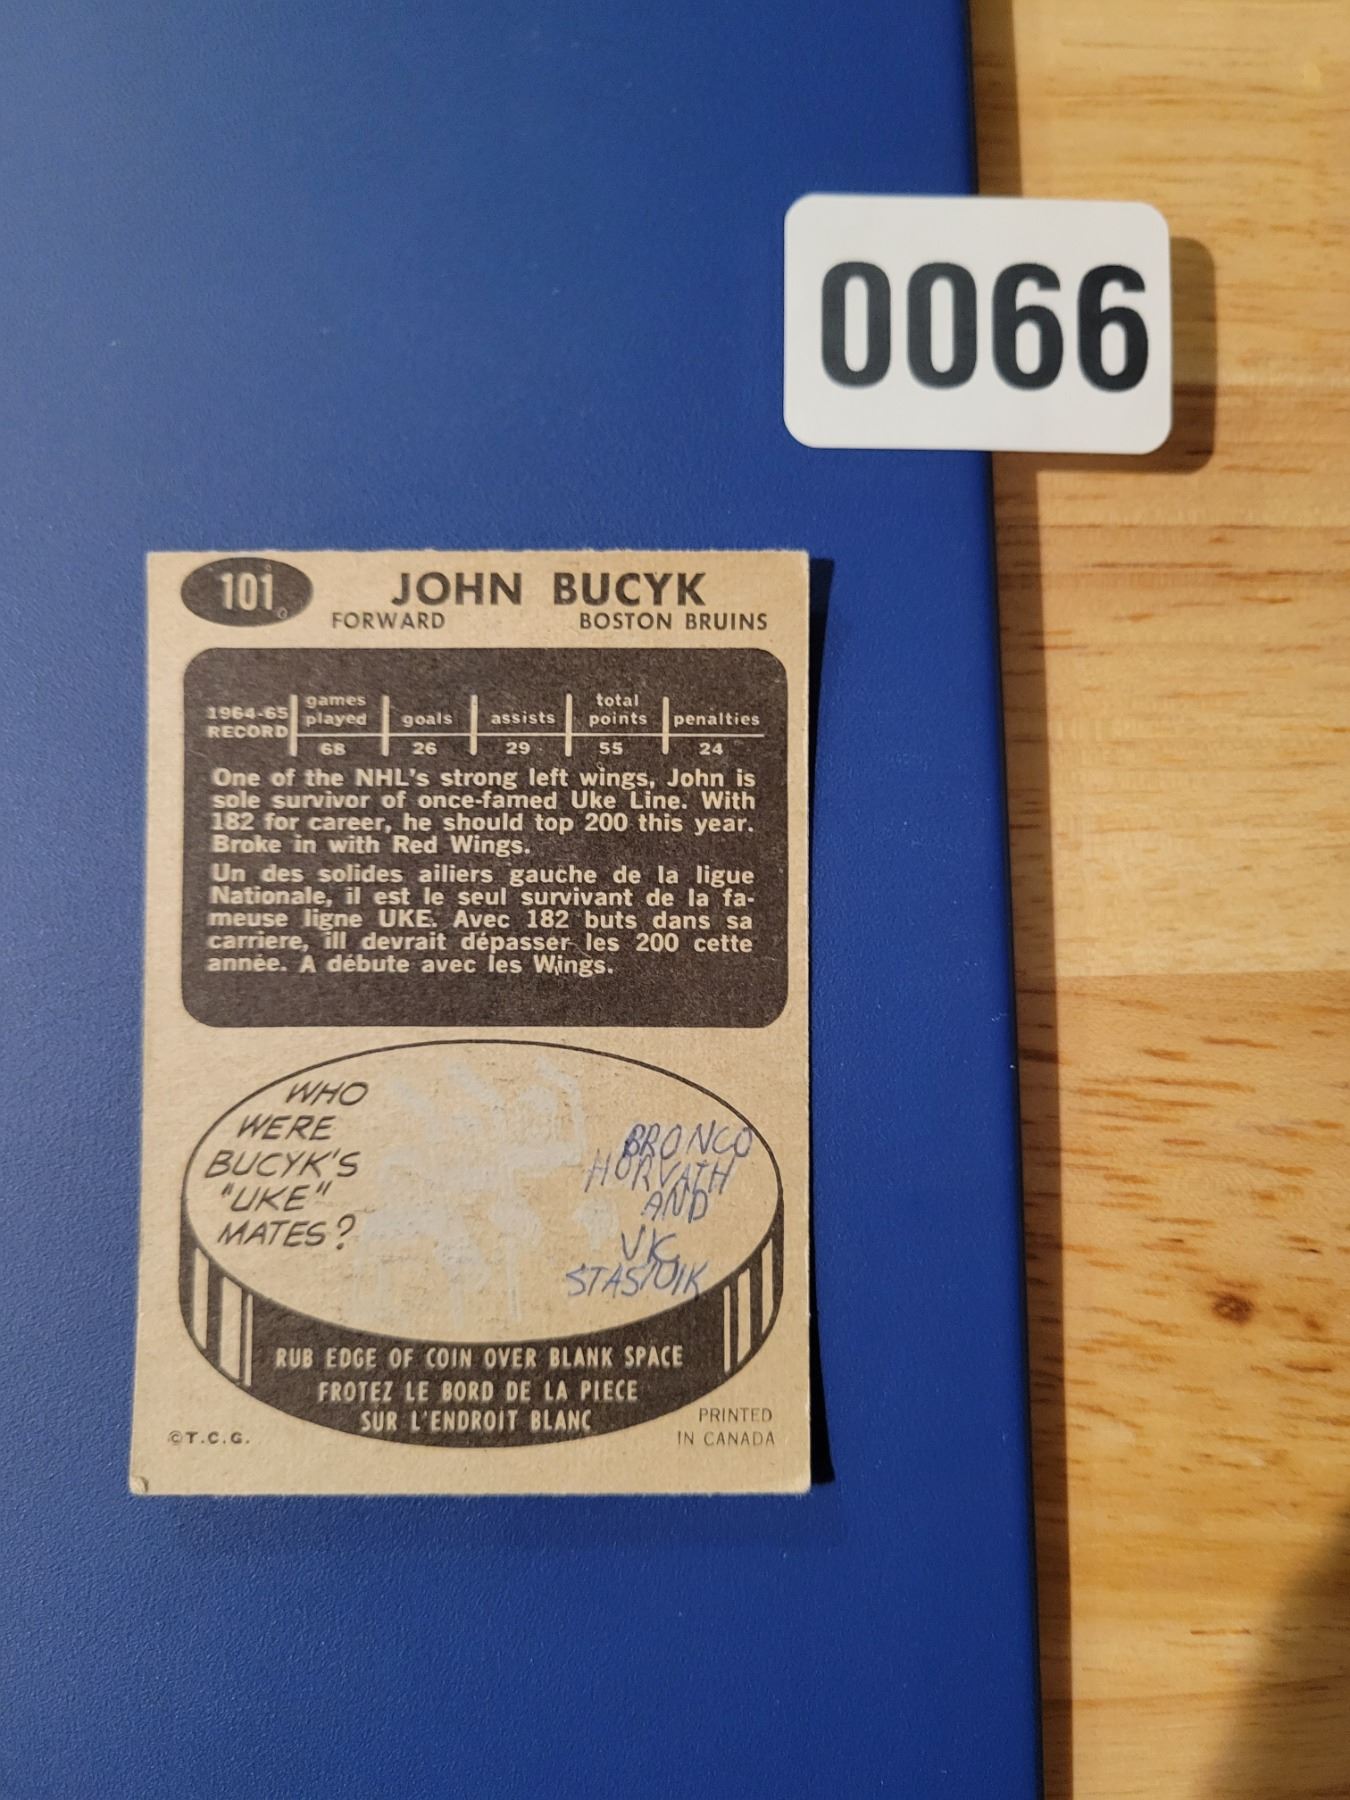 0066
101
JOHN BUCYK
FORWARD BOSTON BRUINS
1964-65 RECORD games played goals assists total points penalties
68 26 29 55 24
One of the NHL's strong left wings, John is
sole survivor of once-famed Uke Line. With
182 for career, he should top 200 this year.
Broke in with Red Wings.
Un des solides ailiers gauche de la ligue
Nationale, il est le seul survivant de la fa-
meuse ligne UKE. Avec 182 buts dans sa
carriere, ill devrait dépasser les 200 cette
année. A débute avec les Wings.
WHO
WERE
BUCYK'S
"UKE"
MATES?
BRONCO
HORVATH
AND
VIC
STASIUIK
RUB EDGE OF COIN OVER BLANK SPACE
FROTEZ LE BORD DE LA PIECE
SUR L'ENDROIT BLANC
©T.C.G.
PRINTED
IN CANADA